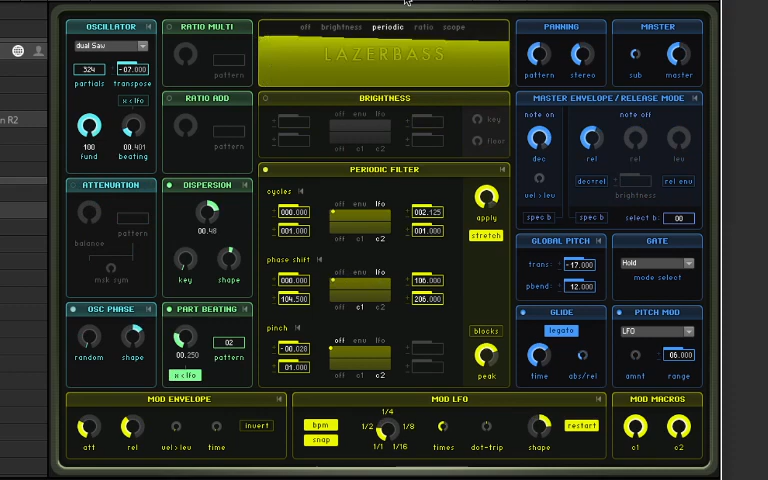 OSCILLATOR
dual Saw
324
-07.000
partials
transpose
x < lfo
100
00.401
fund
beating
RATIO MULTI
pattern
RATIO ADD
pattern
off brightness periodic ratio scope
LAZERBASS
PANNING
pattern
stereo
MASTER
sub
master
BRIGHTNESS
off env lfo
off c1 c2
key
floor
MASTER ENVELOPE/RELEASE MODE
note on
note off
dec
rel
lev
vel > lev
dec=rel
rel env
brightness
spec b
spec b
select b:
00
ATTENUATION
pattern
balance
msk sym
DISPERSION
00.48
key
shape
PERIODIC FILTER
cycles
off env lfo
000.000
002.125
001.000
001.000
off c1 c2
apply
stretch
phase shift
off env lfo
000.000
106.000
104.500
206.000
off c1 c2
pinch
off env lfo
-00.028
01.000
off c1 c2
blocks
peak
GLOBAL PITCH
trans:
-17.000
pbend:
12.000
GATE
Hold
mode select
OSC PHASE
random
shape
PART BEATING
02
00.250
pattern
x < lfo
GLIDE
legato
time
abs/rel
PITCH MOD
LFO
06.000
amnt
range
MOD ENVELOPE
att
rel
vel > lev
time
invert
MOD LFO
bpm
snap
1/4
1/2
1/8
1/1
1/16
times
dot-trip
shape
restart
MOD MACROS
c1
c2
n R2